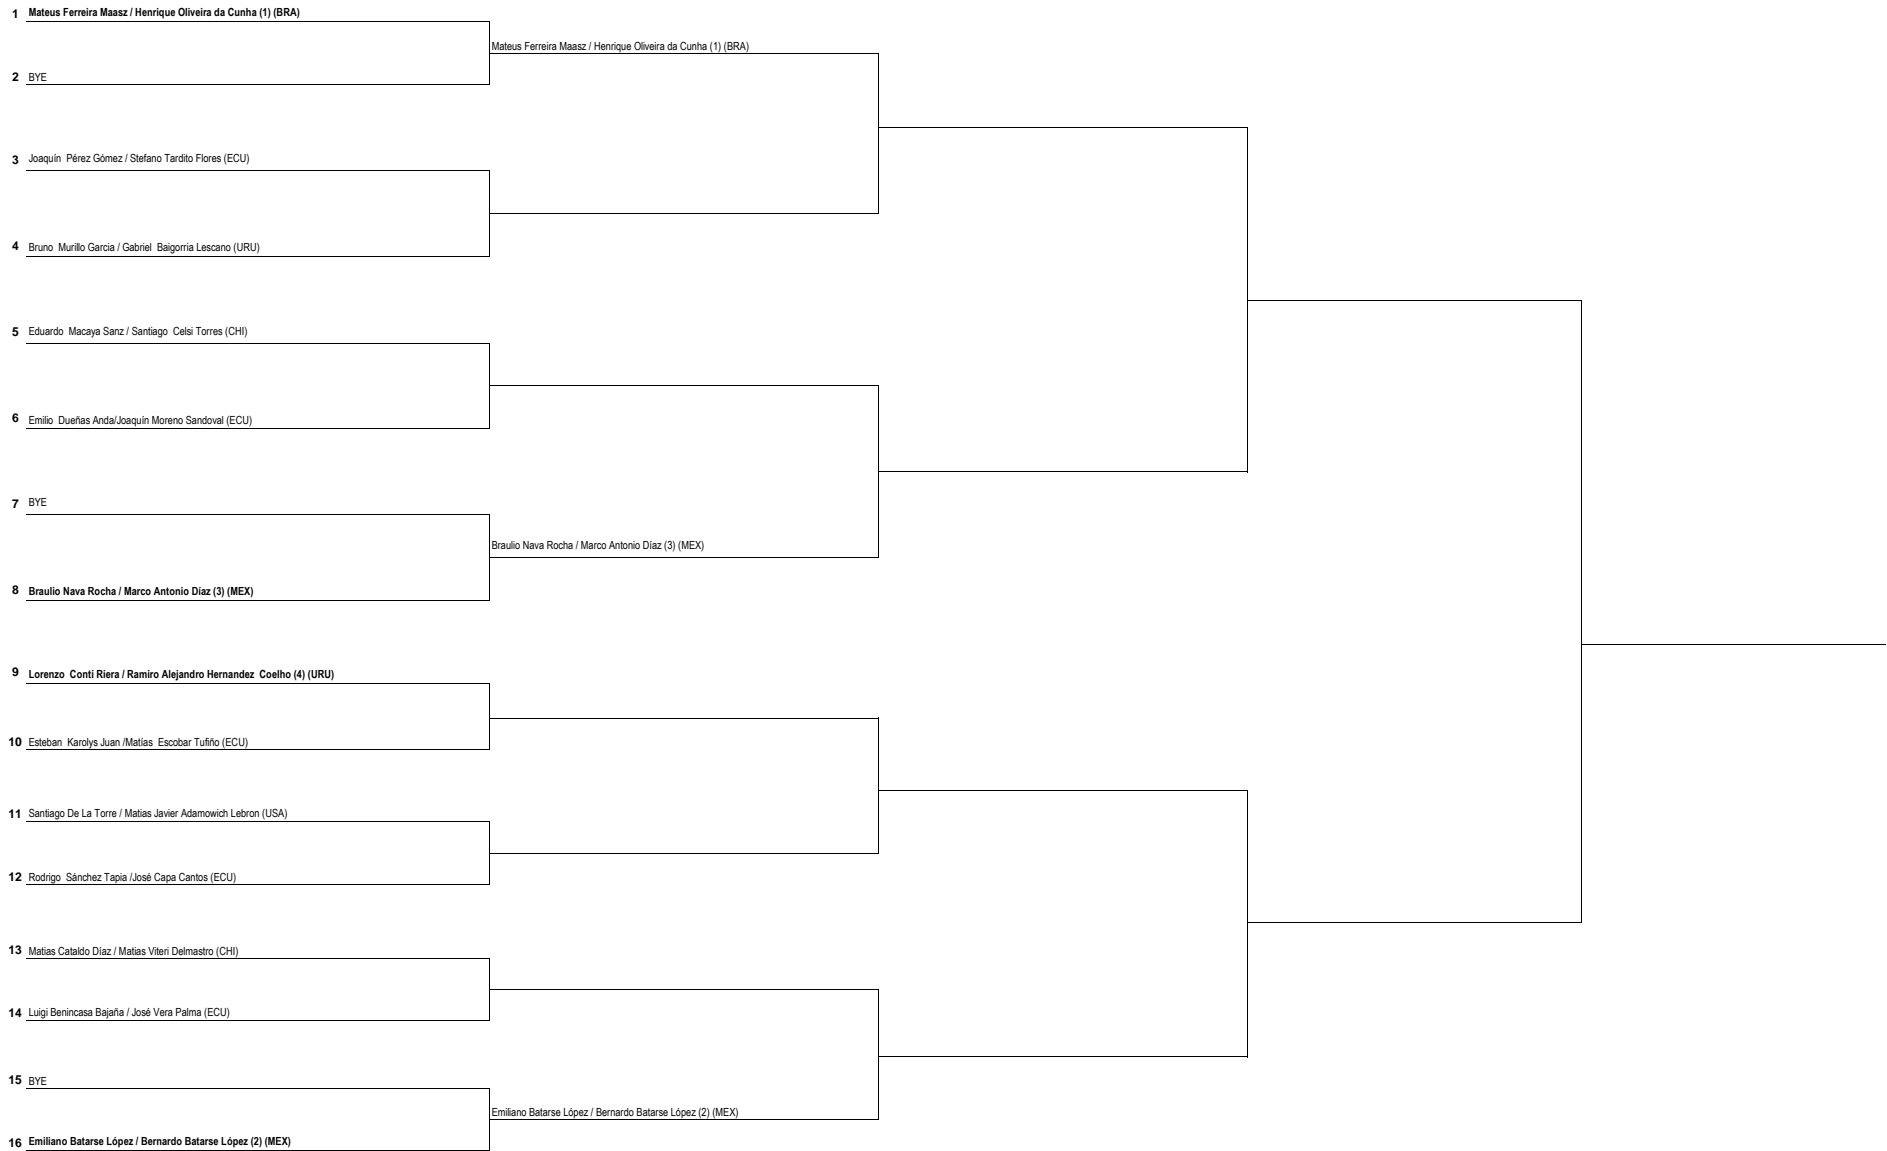 1 Mateus Ferreira Maasz / Henrique Oliveira da Cunha (1) (BRA)
Mateus Ferreira Maasz / Henrique Oliveira da Cunha (1) (BRA)
2 BYE
3 Joaquín Pérez Gómez / Stefano Tardito Flores (ECU)
4 Bruno Murillo Garcia / Gabriel Baigorria Lescano (URU)
5 Eduardo Macaya Sanz / Santiago Celsi Torres (CHI)
6 Emilio Dueñas Anda/Joaquín Moreno Sandoval (ECU)
7 BYE
Braulio Nava Rocha / Marco Antonio Díaz (3) (MEX)
8 Braulio Nava Rocha / Marco Antonio Díaz (3) (MEX)
9 Lorenzo Conti Riera / Ramiro Alejandro Hernandez Coelho (4) (URU)
10 Esteban Karolys Juan /Matías Escobar Tufiño (ECU)
11 Santiago De La Torre / Matias Javier Adamowich Lebron (USA)
12 Rodrigo Sánchez Tapia /José Capa Cantos (ECU)
13 Matias Cataldo Díaz / Matias Viteri Delmastro (CHI)
14 Luigi Benincasa Bajaña / José Vera Palma (ECU)
15 BYE
Emiliano Batarse López / Bernardo Batarse López (2) (MEX)
16 Emiliano Batarse López / Bernardo Batarse López (2) (MEX)